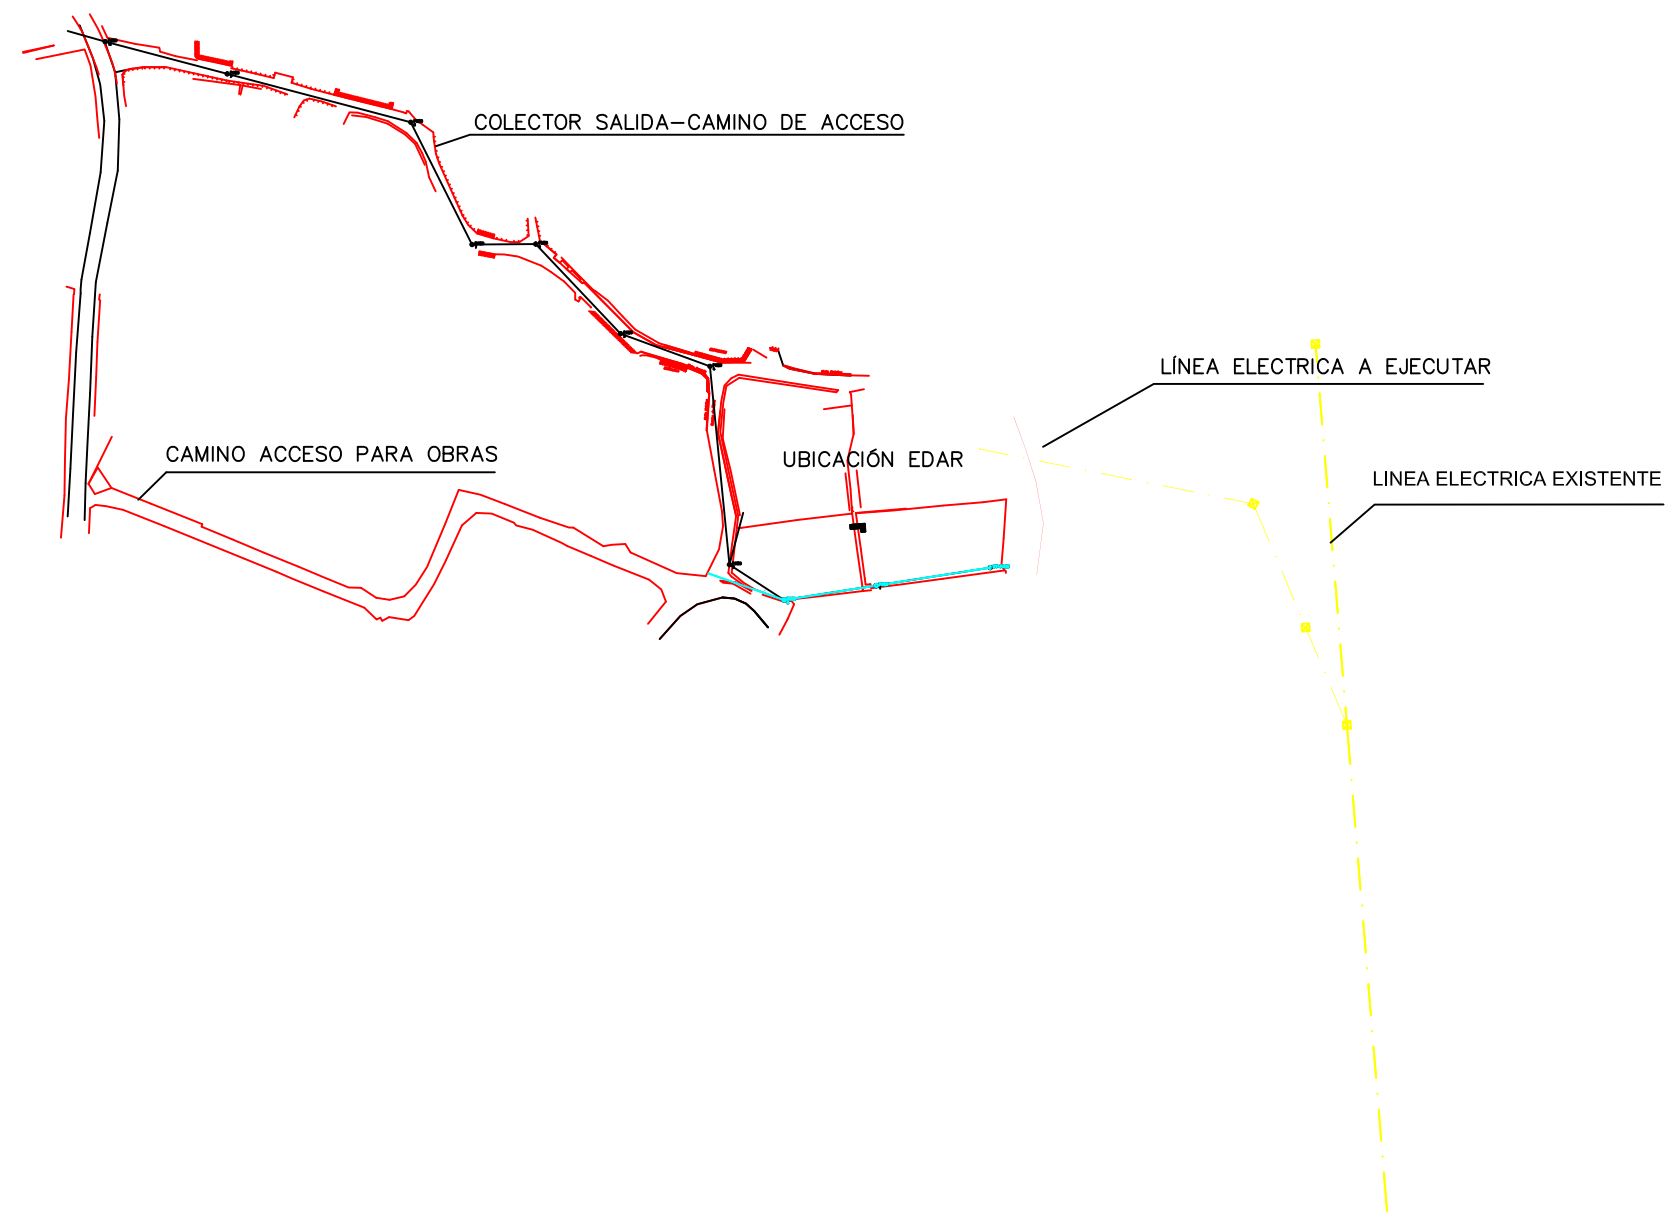 COLECTOR SALIDA-CAMINO DE ACCESO
LÍNEA ELECTRICA A EJECUTAR
CAMINO ACCESO PARA OBRAS
UBICACIÓN EDAR
LINEA ELECTRICA EXISTENTE